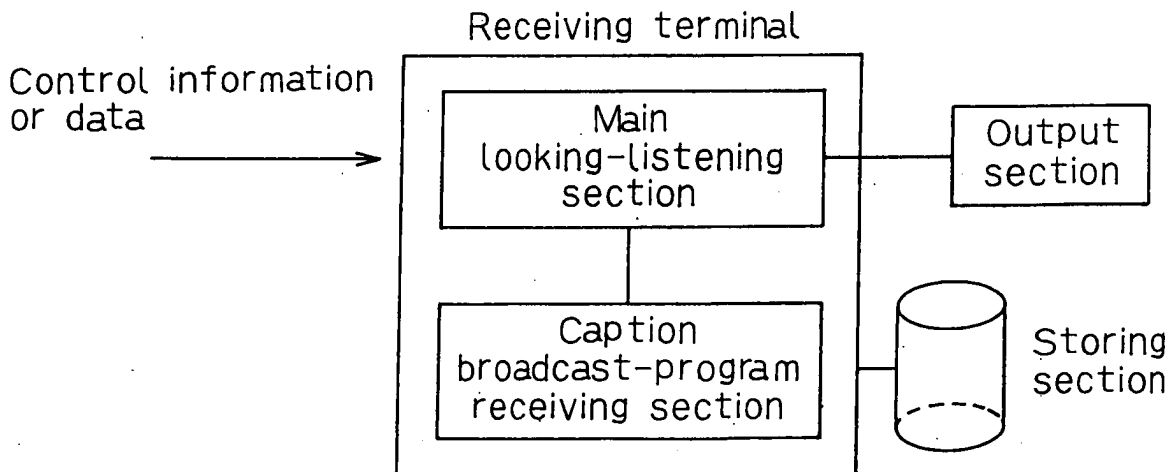 Receiving terminal
Control information
or data
Main
looking-listening
section
Output
section
Caption
broadcast-program
receiving section
Storing
section